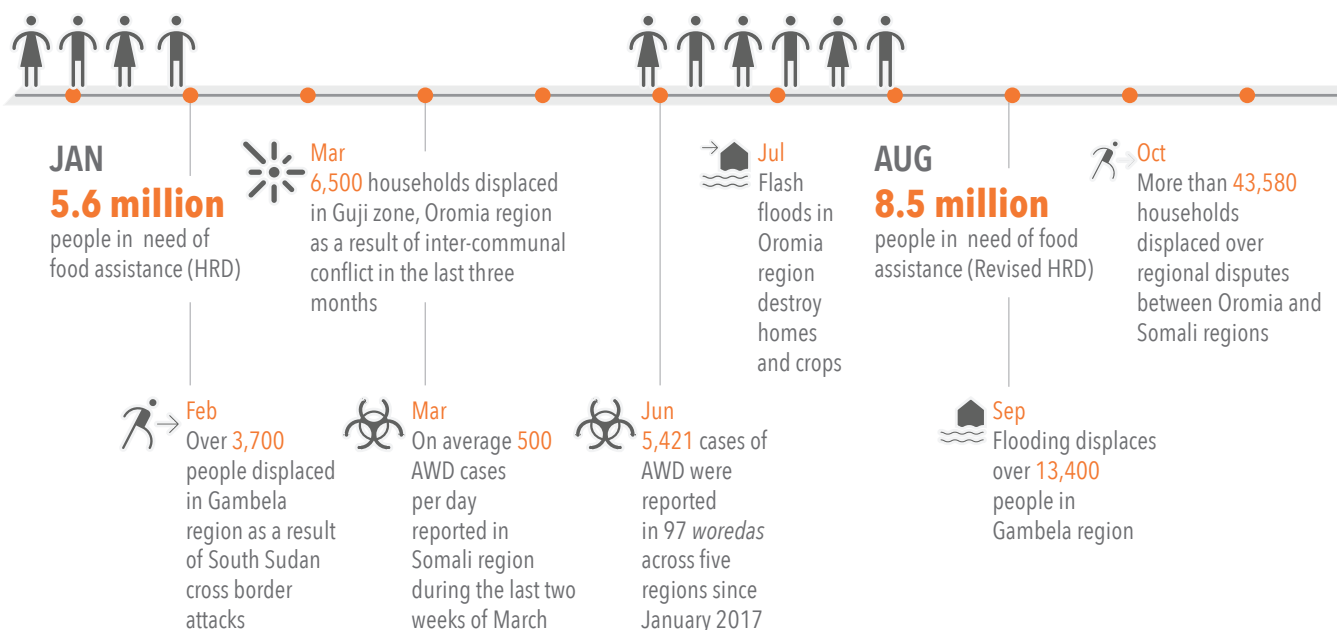 JAN
5.6 million
people in need of
food assistance (HRD)
Mar
6,500 households displaced
in Guji zone, Oromia region
as a result of inter-communal
conflict in the last three
months
Jul
Flash
floods in
Oromia
region
destroy
homes
and crops
AUG
8.5 million
people in need of food
assistance (Revised HRD)
Oct
More than 43,580
households
displaced over
regional disputes
between Oromia and
Somali regions
Feb
Over 3,700
people displaced
in Gambela
region as a result
of South Sudan
cross border
attacks
Mar
On average 500
AWD cases
per day
reported in
Somali region
during the last two
weeks of March
Jun
5,421 cases of
AWD were
reported
in 97 woredas
across five
regions since
January 2017
Sep
Flooding displaces
over 13,400
people in
Gambela region